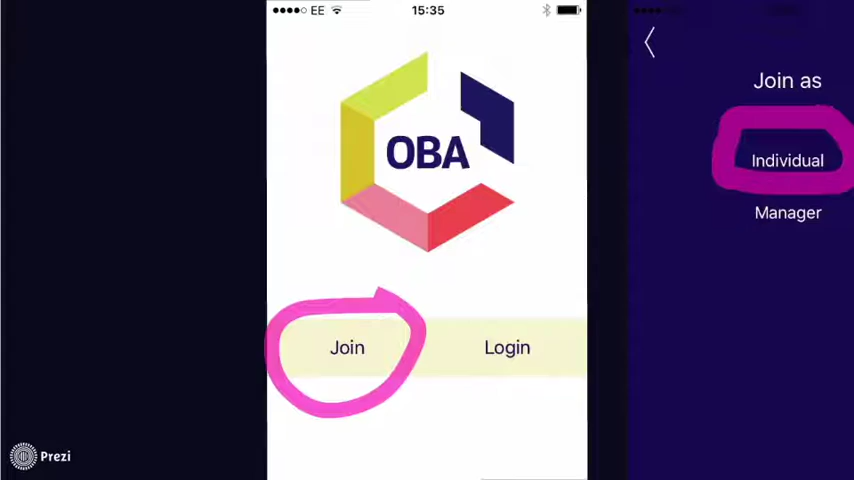 EE
15:35
OBA
Join
Login
Join as
Individual
Manager
Prezi